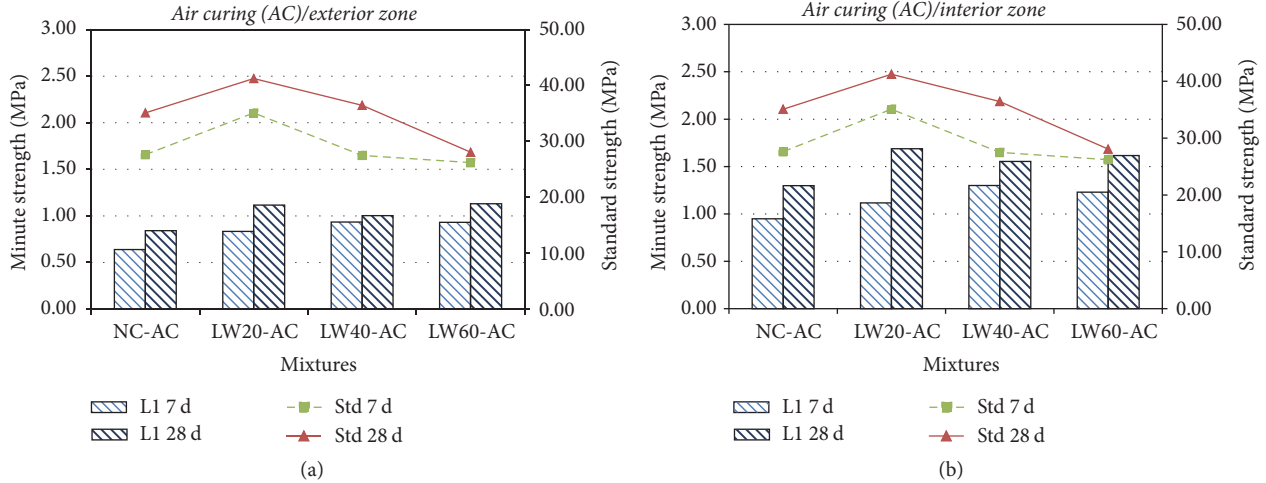 Air curing (AC)/exterior zone
Minute strength (MPa)
3.00
2.50
2.00
1.50
1.00
0.50
0.00
Standard strength (MPa)
50.00
40.00
30.00
20.00
10.00
0.00
NC-AC LW20-AC LW40-AC LW60-AC
Mixtures
L1 7 d Std 7 d
L1 28 d Std 28 d
(a)
Air curing (AC)/interior zone
Minute strength (MPa)
3.00
2.50
2.00
1.50
1.00
0.50
0.00
Standard strength (MPa)
50.00
40.00
30.00
20.00
10.00
0.00
NC-AC LW20-AC LW40-AC LW60-AC
Mixtures
L1 7 d Std 7 d
L1 28 d Std 28 d
(b)